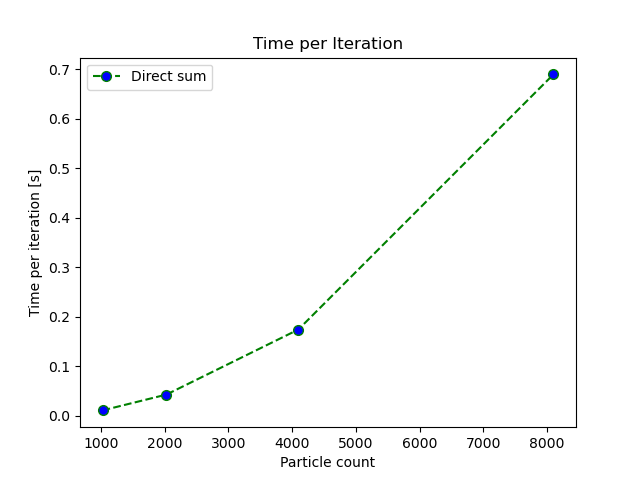 Time per Iteration
Direct sum
Time per iteration [s]
0.7
0.6
0.5
0.4
0.3
0.2
0.1
0.0
1000 2000 3000 4000 5000 6000 7000 8000
Particle count